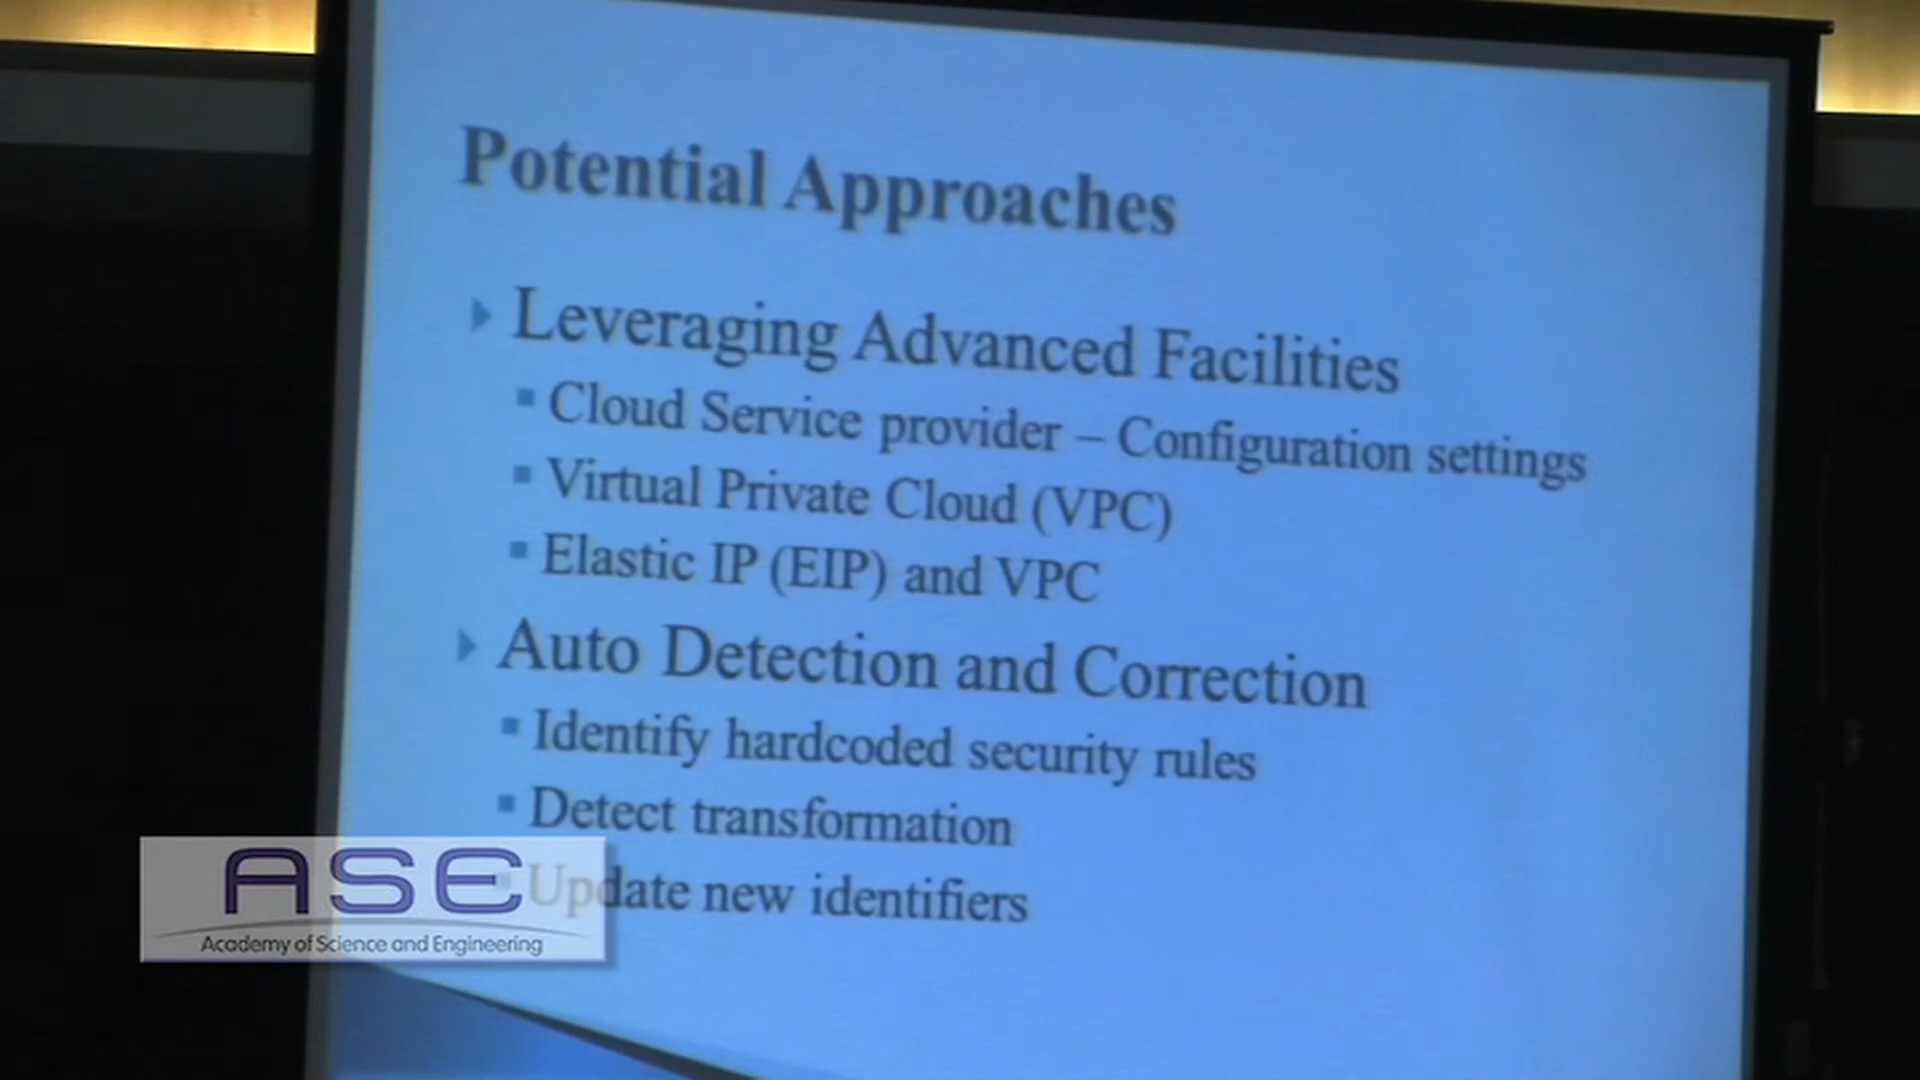 Potential Approaches
Leveraging Advanced Facilities
Cloud Service provider – Configuration settings
Virtual Private Cloud (VPC)
Elastic IP (EIP) and VPC
Auto Detection and Correction
Identify hardcoded security rules
Detect transformation
Update new identifiers
ASE
Academy of Science and Engineering